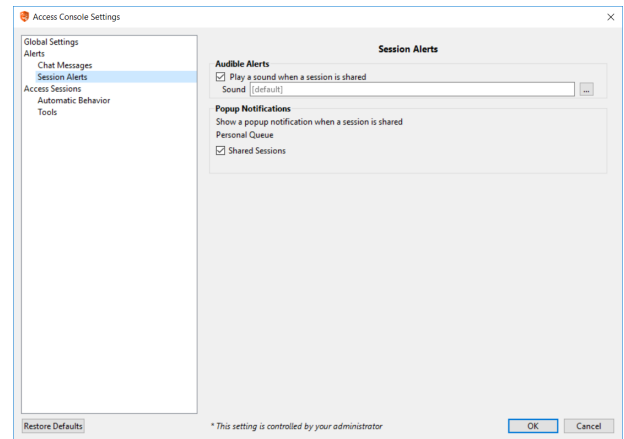 Access Console Settings
Global Settings
Alerts
Chat Messages
Session Alerts
Access Sessions
Automatic Behavior
Tools
Session Alerts
Audible Alerts
Play a sound when a session is shared
Sound [default] ...
Popup Notifications
Show a popup notification when a session is shared
Personal Queue
Shared Sessions
Restore Defaults
* This setting is controlled by your administrator
OK Cancel